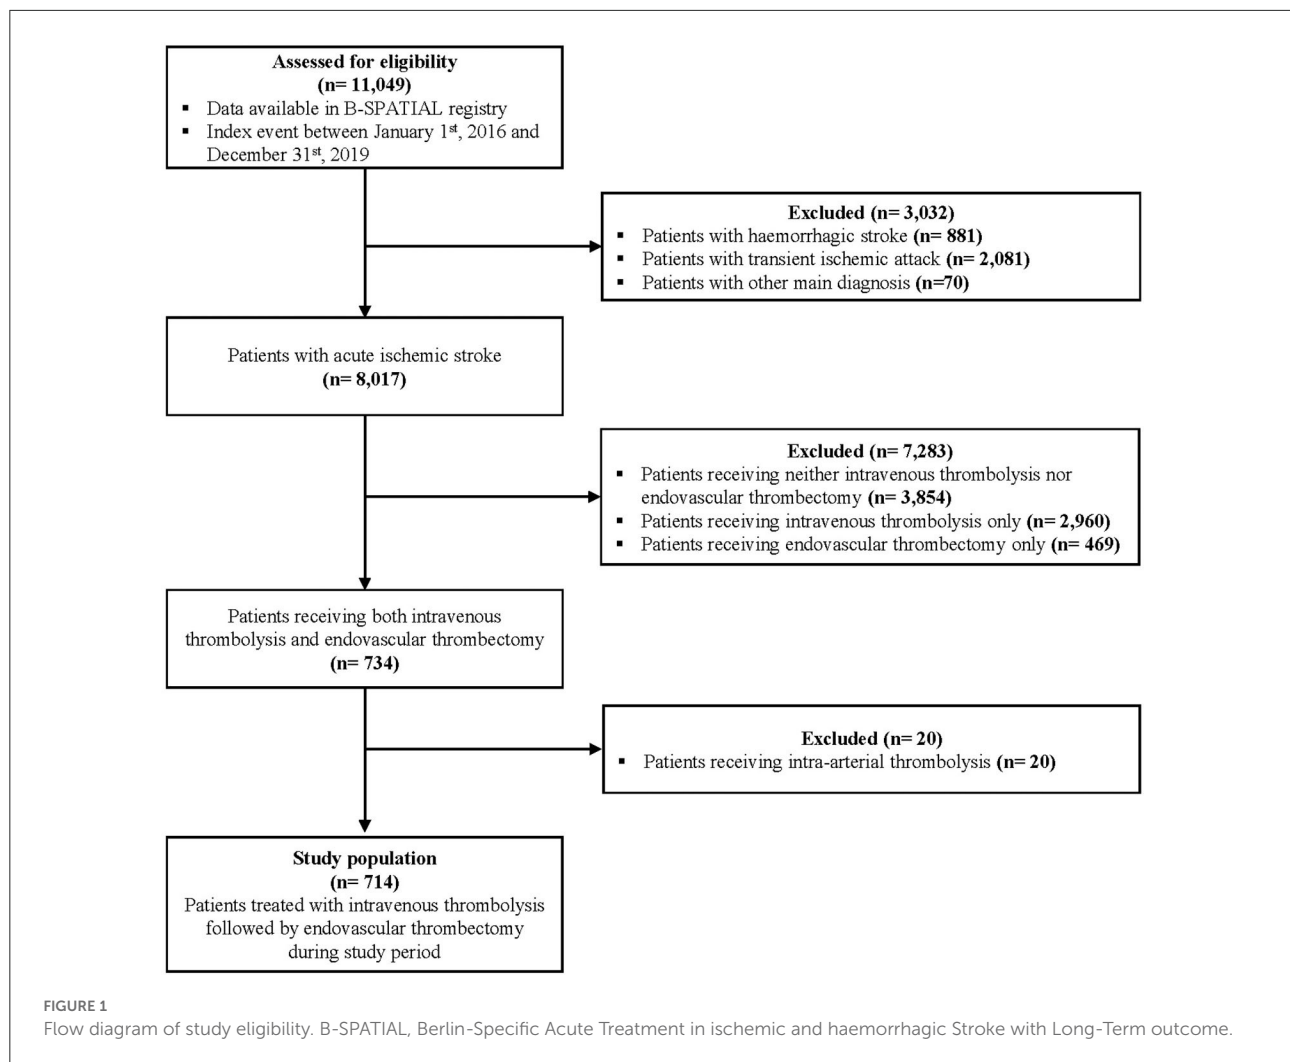 Assessed for eligibility
(n= 11,049)
▪ Data available in B-SPATIAL registry
▪ Index event between January 1st, 2016 and
December 31st, 2019
Excluded (n= 3,032)
▪ Patients with haemorrhagic stroke (n= 881)
▪ Patients with transient ischemic attack (n= 2,081)
▪ Patients with other main diagnosis (n=70)
Patients with acute ischemic stroke
(n= 8,017)
Excluded (n= 7,283)
▪ Patients receiving neither intravenous thrombolysis nor
endovascular thrombectomy (n= 3,854)
▪ Patients receiving intravenous thrombolysis only (n= 2,960)
▪ Patients receiving endovascular thrombectomy only (n= 469)
Patients receiving both intravenous
thrombolysis and endovascular thrombectomy
(n= 734)
Excluded (n= 20)
▪ Patients receiving intra-arterial thrombolysis (n= 20)
Study population
(n= 714)
Patients treated with intravenous thrombolysis
followed by endovascular thrombectomy
during study period
FIGURE 1
Flow diagram of study eligibility. B-SPATIAL, Berlin-Specific Acute Treatment in ischemic and haemorrhagic Stroke with Long-Term outcome.